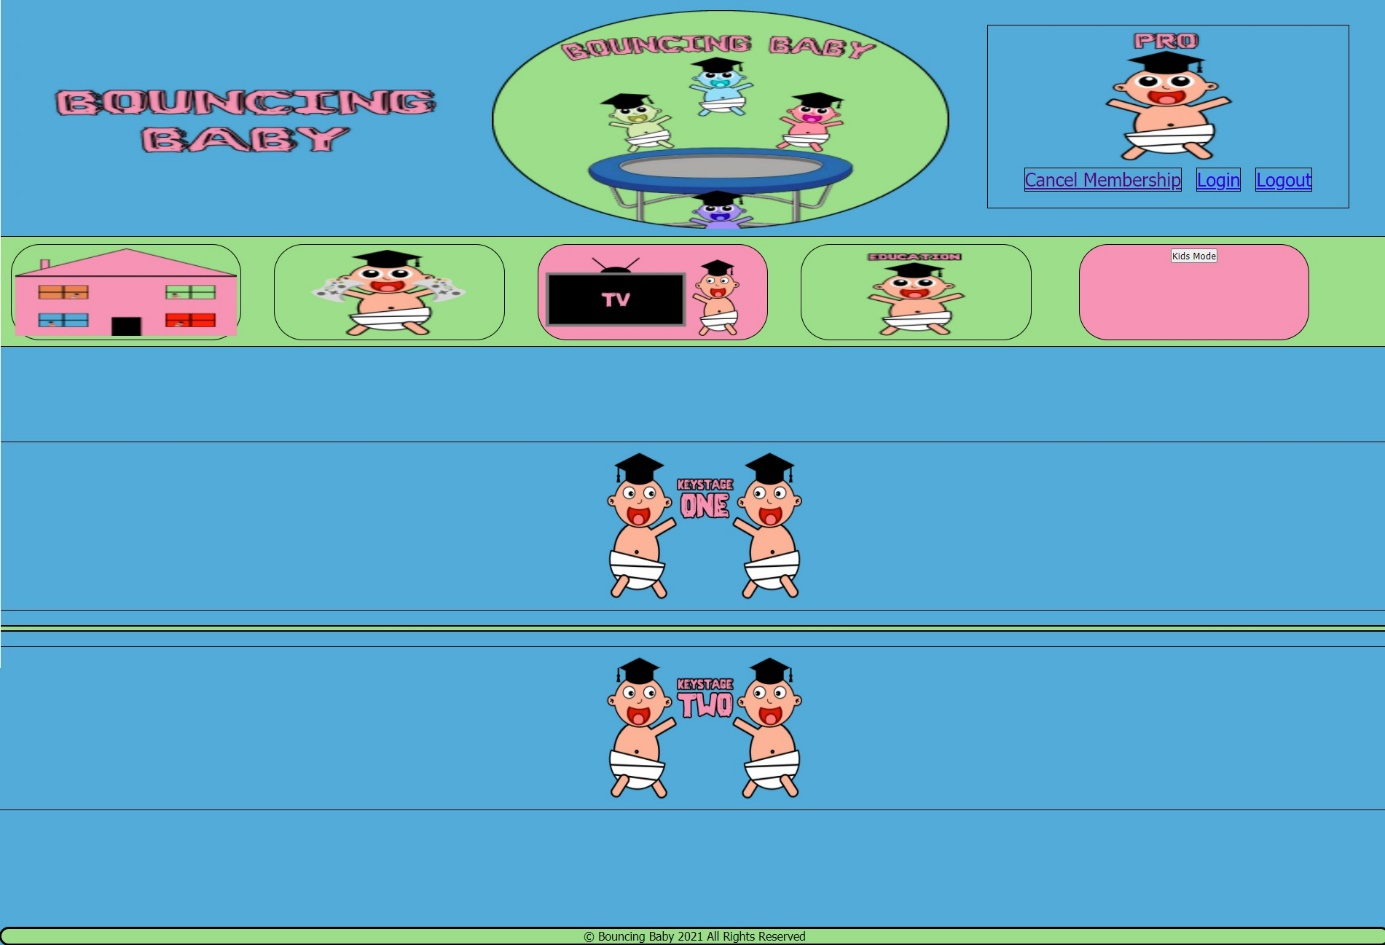 BOUNCING
BABY
BOUNCING BABY
PRO
Cancel Membership Login Logout
TV
EDUCATION
Kids Mode
KEYSTAGE
ONE
KEYSTAGE
TWO
© Bouncing Baby 2021 All Rights Reserved